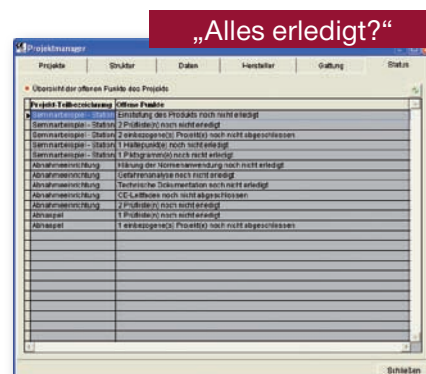 „Alles erledigt?“
Projektmanager
Projekte Struktur Daten Hersteller Gattung Status
Übersicht der offenen Punkte des Projekts
Projekt-Teilbezeichnung Offene Punkte
Seminarbeispiel - Station Einstufung des Produkts noch nicht erledigt
Seminarbeispiel - Station 2 Prüfliste(n) noch nicht erledigt
Seminarbeispiel - Station 2 einbezogene(s) Projekt(e) noch nicht abgeschlossen
Seminarbeispiel - Station 1 Haltepunkt(e) noch nicht erledigt
Seminarbeispiel - Station 1 Piktogramm(e) noch nicht erledigt
Abnahmeeinrichtung Klärung der Normenanwendung noch nicht erledigt
Abnahmeeinrichtung Gefahrenanalyse noch nicht erledigt
Abnahmeeinrichtung Technische Dokumentation noch nicht erledigt
Abnahmeeinrichtung CE-Leitfaden noch nicht abgeschlossen
Abnahmeeinrichtung 2 Prüfliste(n) noch nicht erledigt
Abhaspel 1 Prüfliste(n) noch nicht erledigt
Abhaspel 1 einbezogene(s) Projekt(e) noch nicht abgeschlossen
Schließen